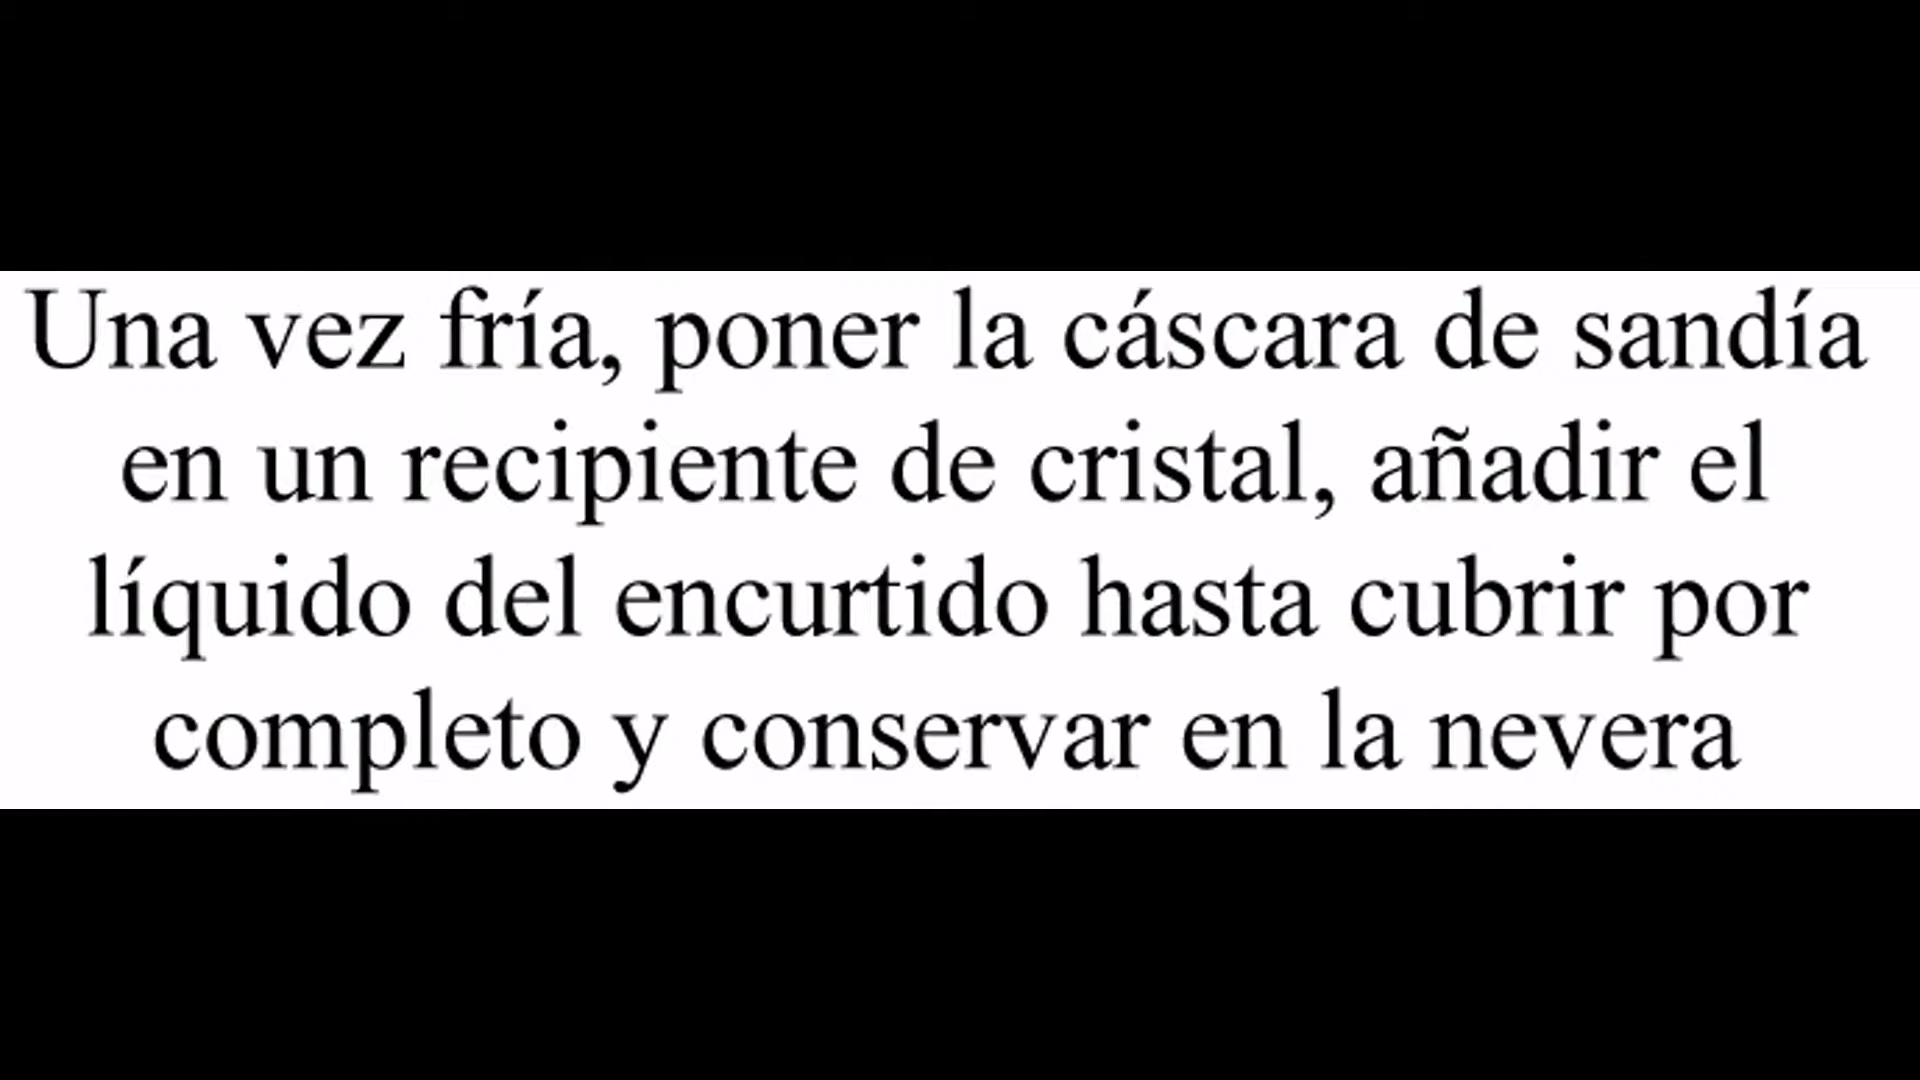 Una vez fría, poner la cáscara de sandía
en un recipiente de cristal, añadir el
líquido del encurtido hasta cubrir por
completo y conservar en la nevera